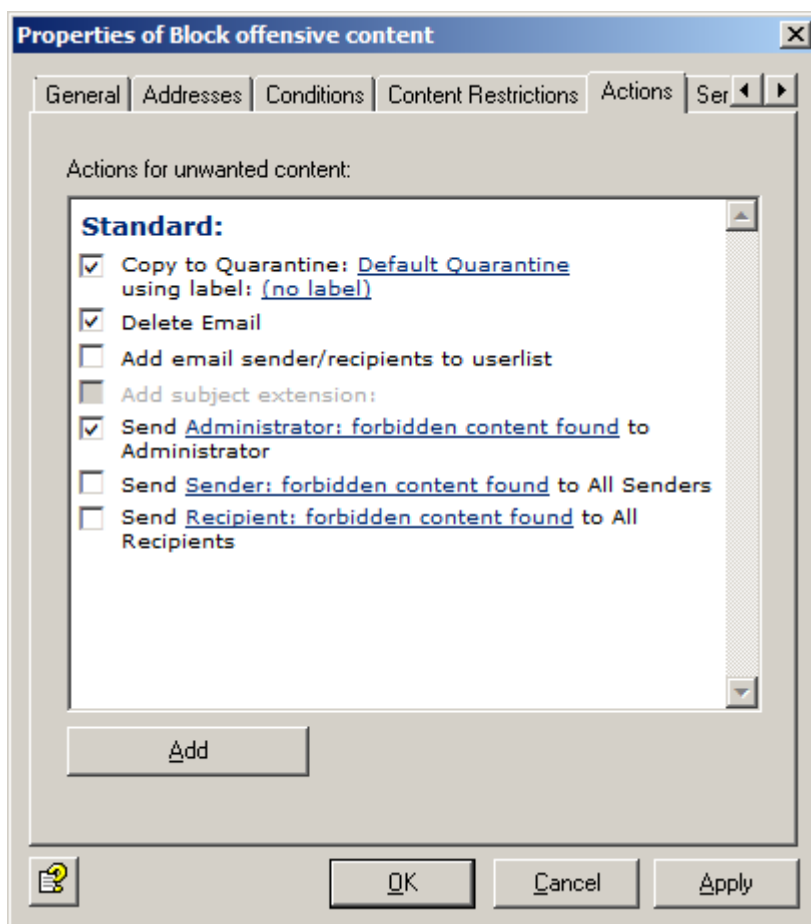 Properties of Block offensive content
General Addresses Conditions Content Restrictions Actions Ser
Actions for unwanted content:
Standard:
Copy to Quarantine: Default Quarantine
using label: (no label)
Delete Email
Add email sender/recipients to userlist
Add subject extension:
Send Administrator: forbidden content found to
Administrator
Send Sender: forbidden content found to All Senders
Send Recipient: forbidden content found to All
Recipients
Add
OK Cancel Apply